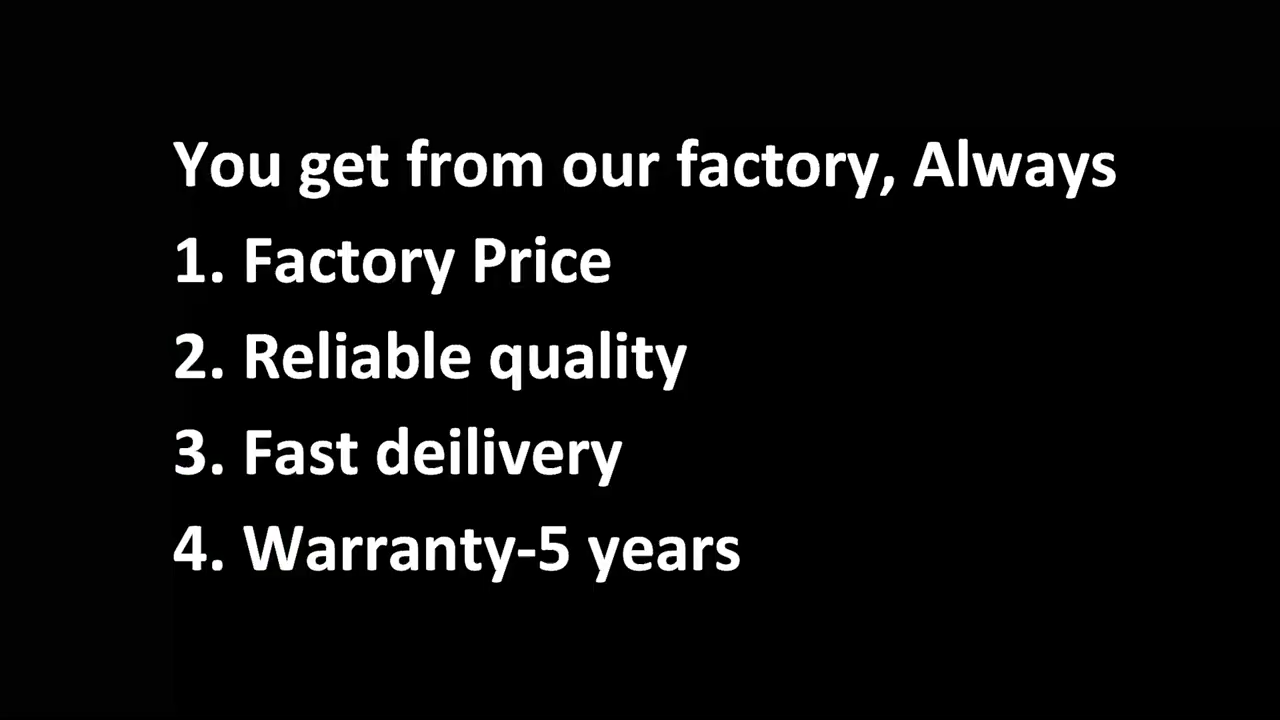 You get from our factory, Always
1. Factory Price
2. Reliable quality
3. Fast deilivery
4. Warranty-5 years